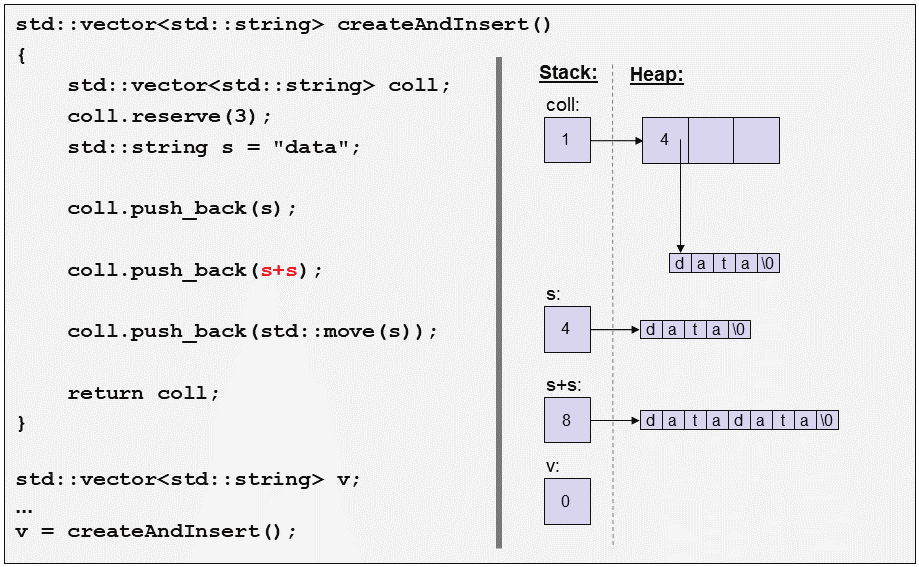 std::vector<std::string> createAndInsert()
{
std::vector<std::string> coll;
coll.reserve(3);
std::string s = "data";
coll.push_back(s);
coll.push_back(s+s);
coll.push_back(std::move(s));
return coll;
}
std::vector<std::string> v;
...
v = createAndInsert();
Stack: Heap:
coll:
1 4
d a t a \0
s:
4 d a t a \0
s+s:
8 d a t a d a t a \0
v:
0